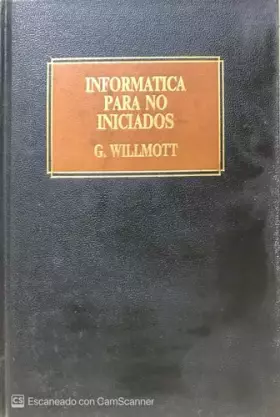 INFORMATICA
PARA NO
INICIADOS
G. WILLMOTT
CS Escaneado con CamScanner